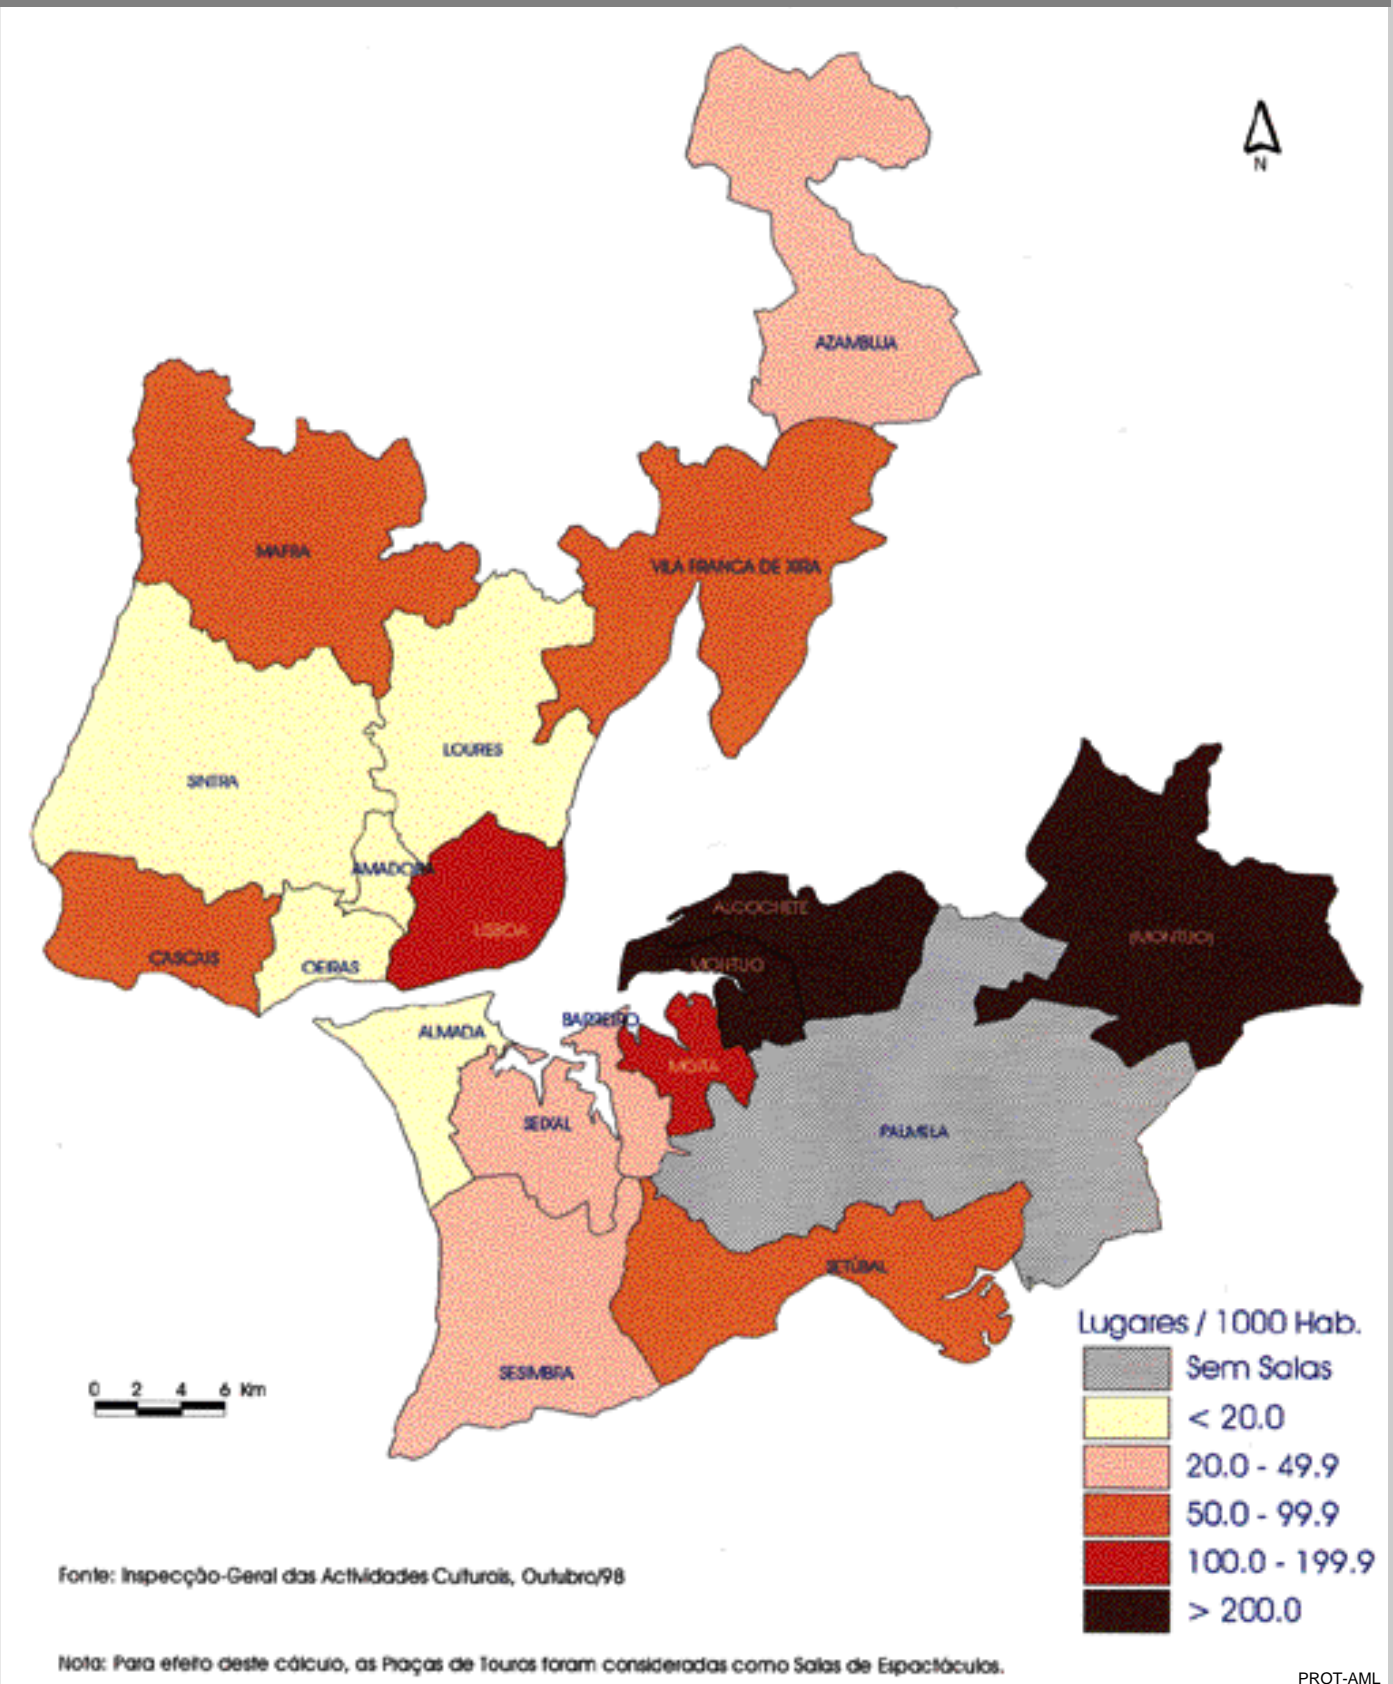 N
AZAMBUJA
MAFRA
VILA FRANCA DE XIRA
LOURES
SINTRA
AMADORA
ALCOCHETE
LISBOA
(MONTIJO)
CASCAIS
MONTIJO
OEIRAS
BARREIRO
ALMADA
MOITA
SEIXAL
PALMELA
SETÚBAL
Lugares / 1000 Hab.
Sem Salas
SESIMBRA
0 2 4 6 Km
< 20.0
20.0 - 49.9
50.0 - 99.9
100.0 - 199.9
> 200.0
Fonte: Inspecção-Geral das Actividades Culturais, Outubro/98
Nota: Para efeito deste cálculo, as Praças de Touros foram consideradas como Salas de Espactáculos.
PROT-AML